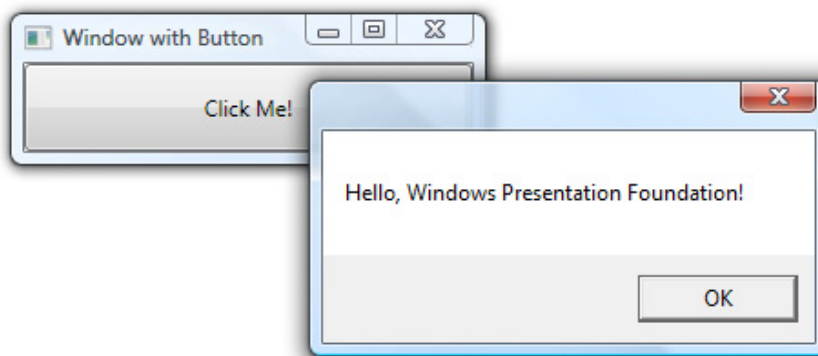 Window with Button
Click Me!
Hello, Windows Presentation Foundation!
OK